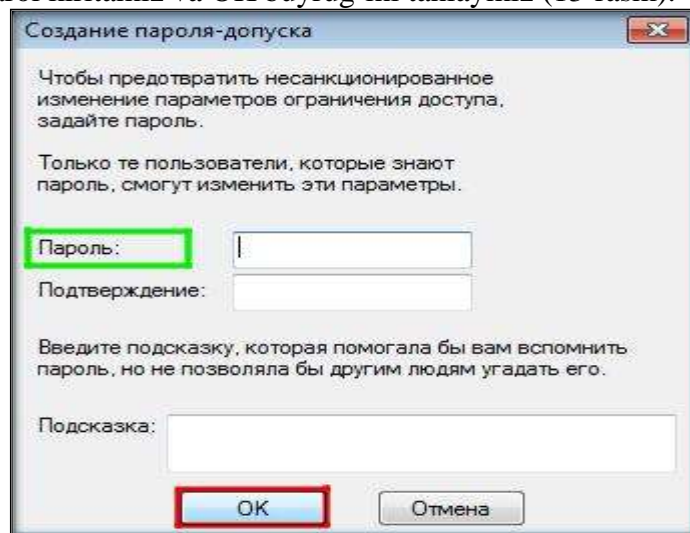 Создание пароля-допуска
Чтобы предотвратить несанкционированное
изменение параметров ограничения доступа,
задайте пароль.
Только те пользователи, которые знают
пароль, смогут изменить эти параметры.
Пароль:
Подтверждение:
Введите подсказку, которая помогала бы вам вспомнить
пароль, но не позволяла бы другим людям угадать его.
Подсказка:
OK
Отмена